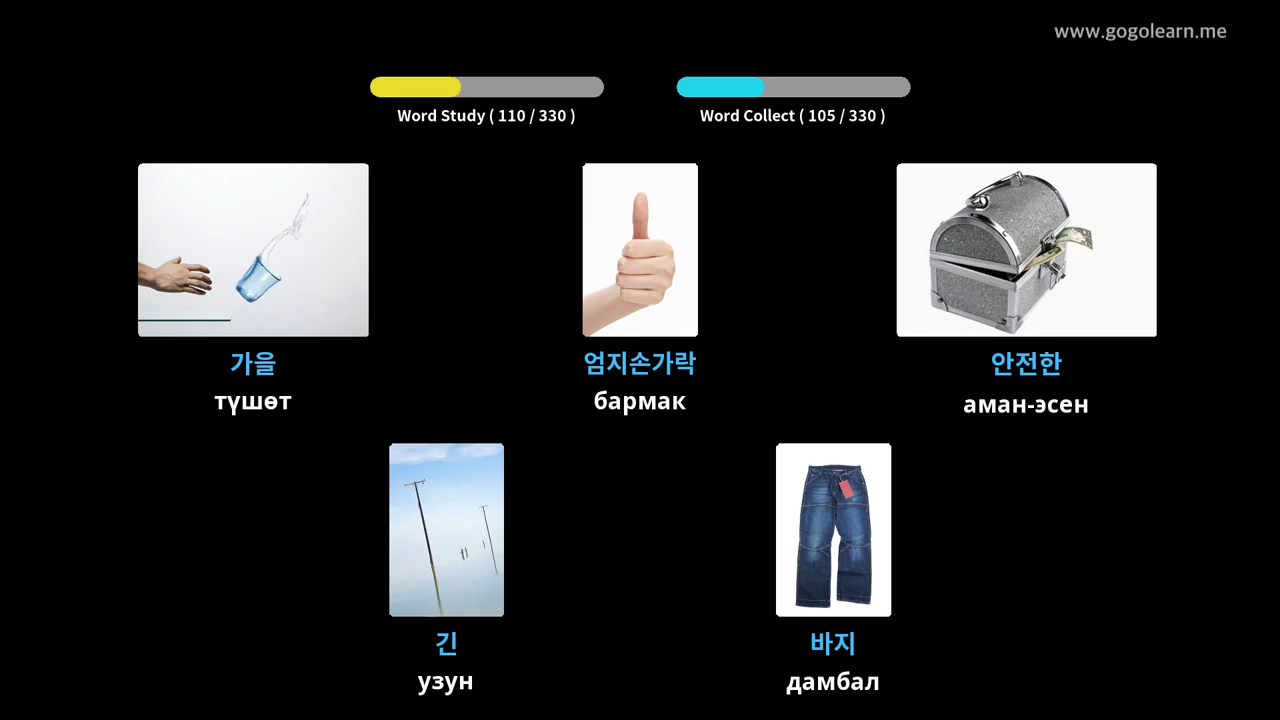 www.gogolearn.me
Word Study ( 110 / 330 )
Word Collect ( 105 / 330 )
가을
түшөт
엄지손가락
бармак
안전한
аман-эсен
긴
узун
바지
дамбал